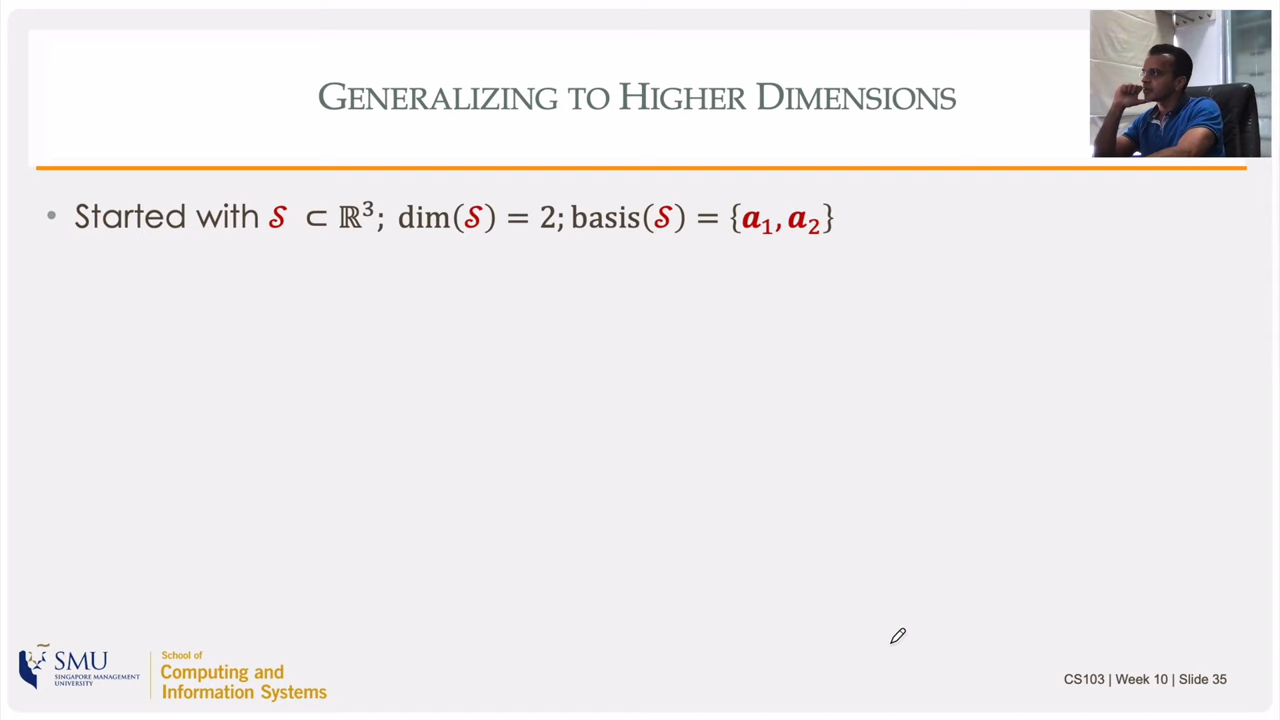 GENERALIZING TO HIGHER DIMENSIONS
• Started with 𝒮 ⊂ ℝ³; dim(𝒮) = 2; basis(𝒮) = {𝒂₁, 𝒂₂}
SMU
SINGAPORE MANAGEMENT
UNIVERSITY
School of
Computing and
Information Systems
CS103 | Week 10 | Slide 35